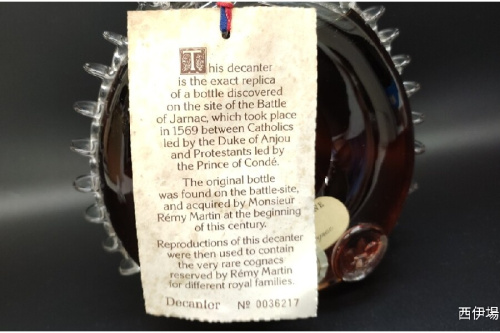 This decanter
is the exact replica
of a bottle discovered
on the site of the Battle
of Jarnac, which took place
in 1569 between Catholics
led by the Duke of Anjou
and Protestants led by
the Prince of Condé.
The original bottle
was found on the battle-site,
and acquired by Monsieur
Rémy Martin at the beginning
of this century.
Reproductions of this decanter
were then used to contain
the very rare cognacs
reserved by Rémy Martin
for different royal families.
Decanter Nº 0036217
西伊場